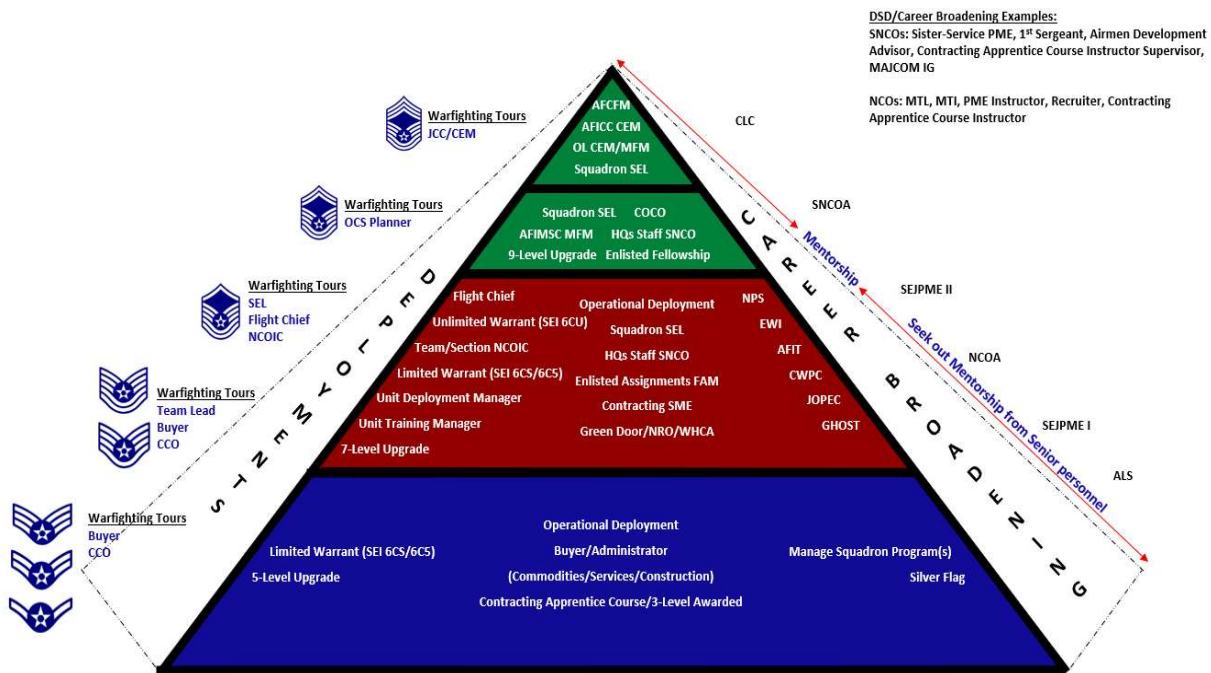 DSD/Career Broadening Examples:
SNCOs: Sister-Service PME, 1st Sergeant, Airmen Development
Advisor, Contracting Apprentice Course Instructor Supervisor,
MAJCOM IG
NCOs: MTL, MTI, PME Instructor, Recruiter, Contracting
Apprentice Course Instructor
Warfighting Tours
JCC/CEM
Warfighting Tours
OCS Planner
Warfighting Tours
SEL
Flight Chief
NCOIC
Warfighting Tours
Team Lead
Buyer
CCO
Warfighting Tours
Buyer
CCO
DEPLOYMENTS
AFCFM
AFICC CEM
OL CEM/MFM
Squadron SEL
Squadron SEL COCO
AFIMSC MFM HQs Staff SNCO
9-Level Upgrade Enlisted Fellowship
Flight Chief
Unlimited Warrant (SEI 6CU)
Team/Section NCOIC
Limited Warrant (SEI 6CS/6C5)
Unit Deployment Manager
Unit Training Manager
7-Level Upgrade
Operational Deployment
Squadron SEL
HQs Staff SNCO
Enlisted Assignments FAM
Contracting SME
Green Door/NRO/WHCA
NPS
EWI
AFIT
CWPC
JOPEC
GHOST
Limited Warrant (SEI 6CS/6C5)
5-Level Upgrade
Operational Deployment
Buyer/Administrator
(Commodities/Services/Construction)
Contracting Apprentice Course/3-Level Awarded
Manage Squadron Program(s)
Silver Flag
CAREER BROADENING
Mentorship
Seek out Mentorship from Senior personnel
CLC
SNCOA
SEJPME II
NCOA
SEJPME I
ALS